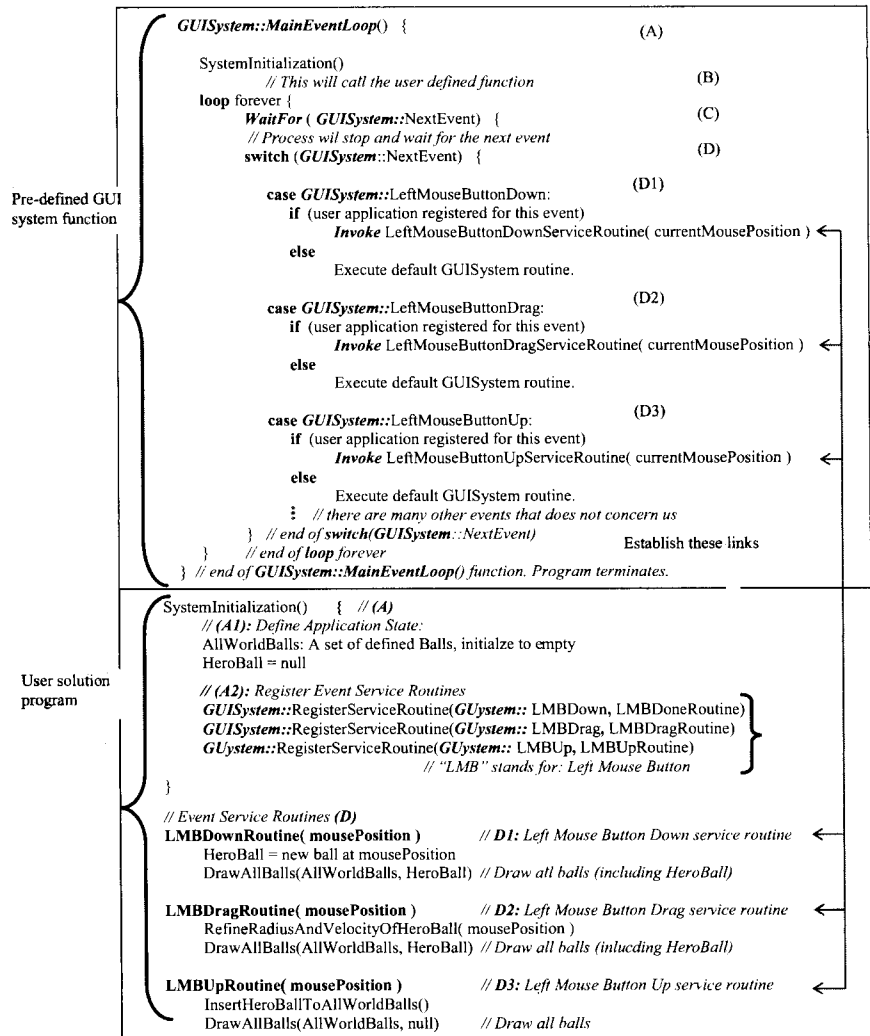 GUISystem::MainEventLoop() { (A)
SystemInitialization()
// This will call the user defined function (B)
loop forever {
WaitFor ( GUISystem::NextEvent) { (C)
// Process wil stop and wait for the next event
switch (GUISystem::NextEvent) { (D)
case GUISystem::LeftMouseButtonDown: (D1)
if (user application registered for this event)
Invoke LeftMouseButtonDownServiceRoutine( currentMousePosition )
else
Execute default GUISystem routine.
case GUISystem::LeftMouseButtonDrag: (D2)
if (user application registered for this event)
Invoke LeftMouseButtonDragServiceRoutine( currentMousePosition )
else
Execute default GUISystem routine.
case GUISystem::LeftMouseButtonUp: (D3)
if (user application registered for this event)
Invoke LeftMouseButtonUpServiceRoutine( currentMousePosition )
else
Execute default GUISystem routine.
⋮ // there are many other events that does not concern us
} // end of switch(GUISystem::NextEvent)
} // end of loop forever
} // end of GUISystem::MainEventLoop() function. Program terminates.
Pre-defined GUI
system function
Establish these links
SystemInitialization() { // (A)
// (A1): Define Application State:
AllWorldBalls: A set of defined Balls, initialze to empty
HeroBall = null
// (A2): Register Event Service Routines
GUISystem::RegisterServiceRoutine(GUystem:: LMBDown, LMBDoneRoutine)
GUISystem::RegisterServiceRoutine(GUystem:: LMBDrag, LMBDragRoutine)
GUystem::RegisterServiceRoutine(GUystem:: LMBUp, LMBUpRoutine)
// "LMB" stands for: Left Mouse Button
}
User solution
program
// Event Service Routines (D)
LMBDownRoutine( mousePosition ) // D1: Left Mouse Button Down service routine
HeroBall = new ball at mousePosition
DrawAllBalls(AllWorldBalls, HeroBall) // Draw all balls (including HeroBall)
LMBDragRoutine( mousePosition ) // D2: Left Mouse Button Drag service routine
RefineRadiusAndVelocityOfHeroBall( mousePosition )
DrawAllBalls(AllWorldBalls, HeroBall) // Draw all balls (inlucding HeroBall)
LMBUpRoutine( mousePosition ) // D3: Left Mouse Button Up service routine
InsertHeroBallToAllWorldBalls()
DrawAllBalls(AllWorldBalls, null) // Draw all balls